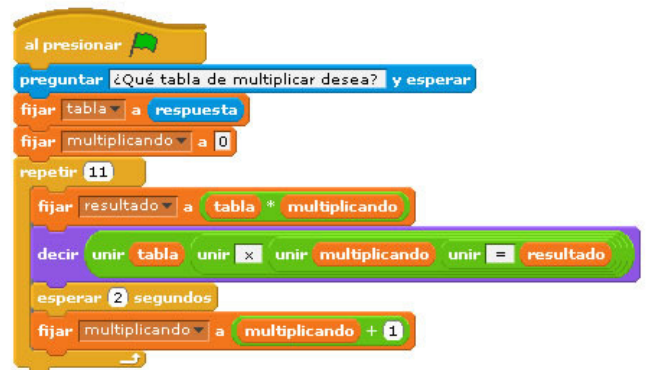 al presionar
preguntar ¿Qué tabla de multiplicar desea? y esperar
fijar tabla a respuesta
fijar multiplicando a 0
repetir 11
fijar resultado a tabla * multiplicando
decir unir tabla unir x unir multiplicando unir = resultado
esperar 2 segundos
fijar multiplicando a multiplicando + 1